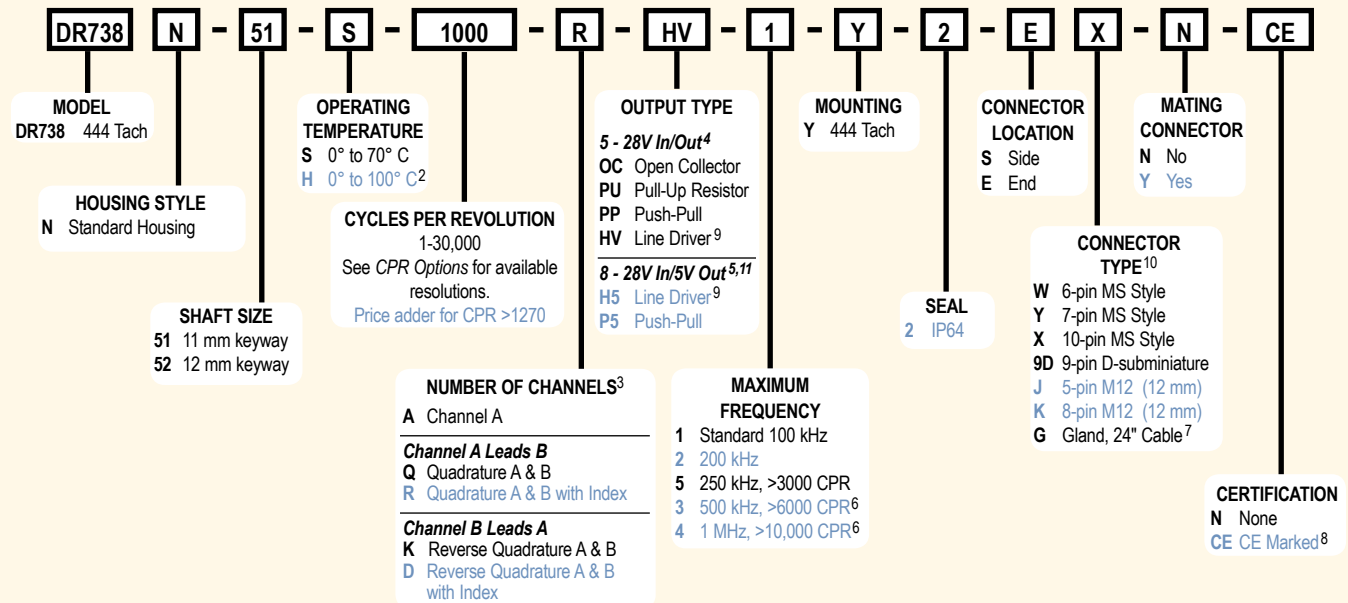 DR738 N - 51 - S - 1000 - R - HV - 1 - Y - 2 - E X - N - CE
MODEL
DR738 444 Tach
HOUSING STYLE
N Standard Housing
SHAFT SIZE
51 11 mm keyway
52 12 mm keyway
OPERATING
TEMPERATURE
S 0° to 70° C
H 0° to 100° C2
CYCLES PER REVOLUTION
1-30,000
See CPR Options for available
resolutions.
Price adder for CPR >1270
NUMBER OF CHANNELS3
A Channel A
Channel A Leads B
Q Quadrature A & B
R Quadrature A & B with Index
Channel B Leads A
K Reverse Quadrature A & B
D Reverse Quadrature A & B
with Index
OUTPUT TYPE
5 - 28V In/Out4
OC Open Collector
PU Pull-Up Resistor
PP Push-Pull
HV Line Driver9
8 - 28V In/5V Out5,11
H5 Line Driver9
P5 Push-Pull
MAXIMUM
FREQUENCY
1 Standard 100 kHz
2 200 kHz
5 250 kHz, >3000 CPR
3 500 kHz, >6000 CPR6
4 1 MHz, >10,000 CPR6
MOUNTING
Y 444 Tach
SEAL
2 IP64
CONNECTOR
LOCATION
S Side
E End
CONNECTOR
TYPE10
W 6-pin MS Style
Y 7-pin MS Style
X 10-pin MS Style
9D 9-pin D-subminiature
J 5-pin M12 (12 mm)
K 8-pin M12 (12 mm)
G Gland, 24" Cable7
MATING
CONNECTOR
N No
Y Yes
CERTIFICATION
N None
CE CE Marked8